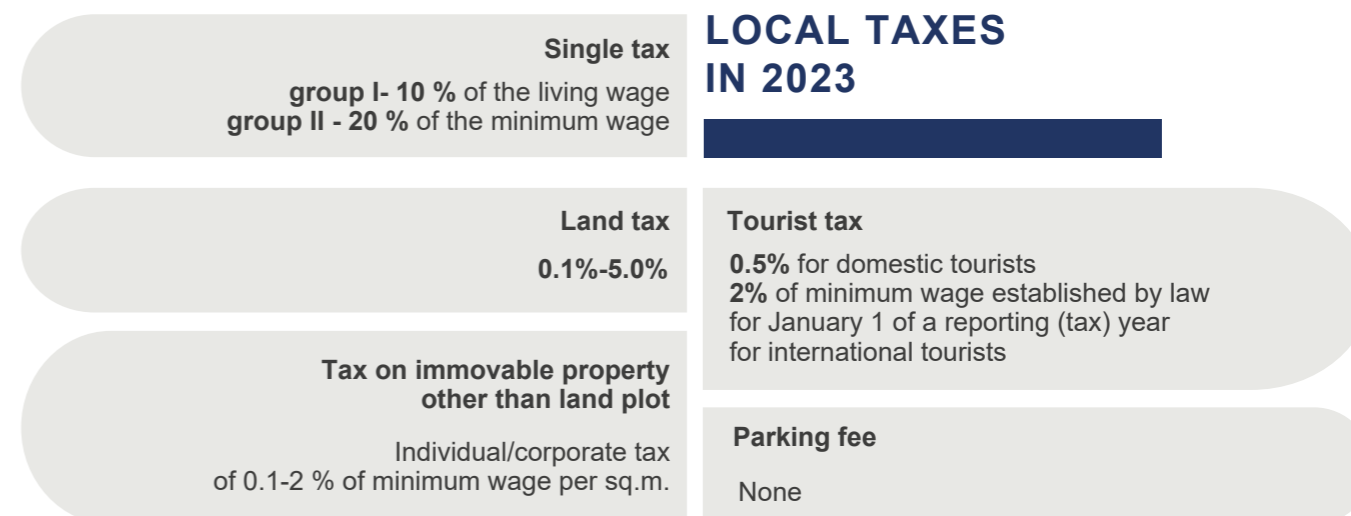 LOCAL TAXES
IN 2023
Single tax
group I- 10 % of the living wage
group II - 20 % of the minimum wage
Land tax
0.1%-5.0%
Tax on immovable property
other than land plot
Individual/corporate tax
of 0.1-2 % of minimum wage per sq.m.
Tourist tax
0.5% for domestic tourists
2% of minimum wage established by law
for January 1 of a reporting (tax) year
for international tourists
Parking fee
None